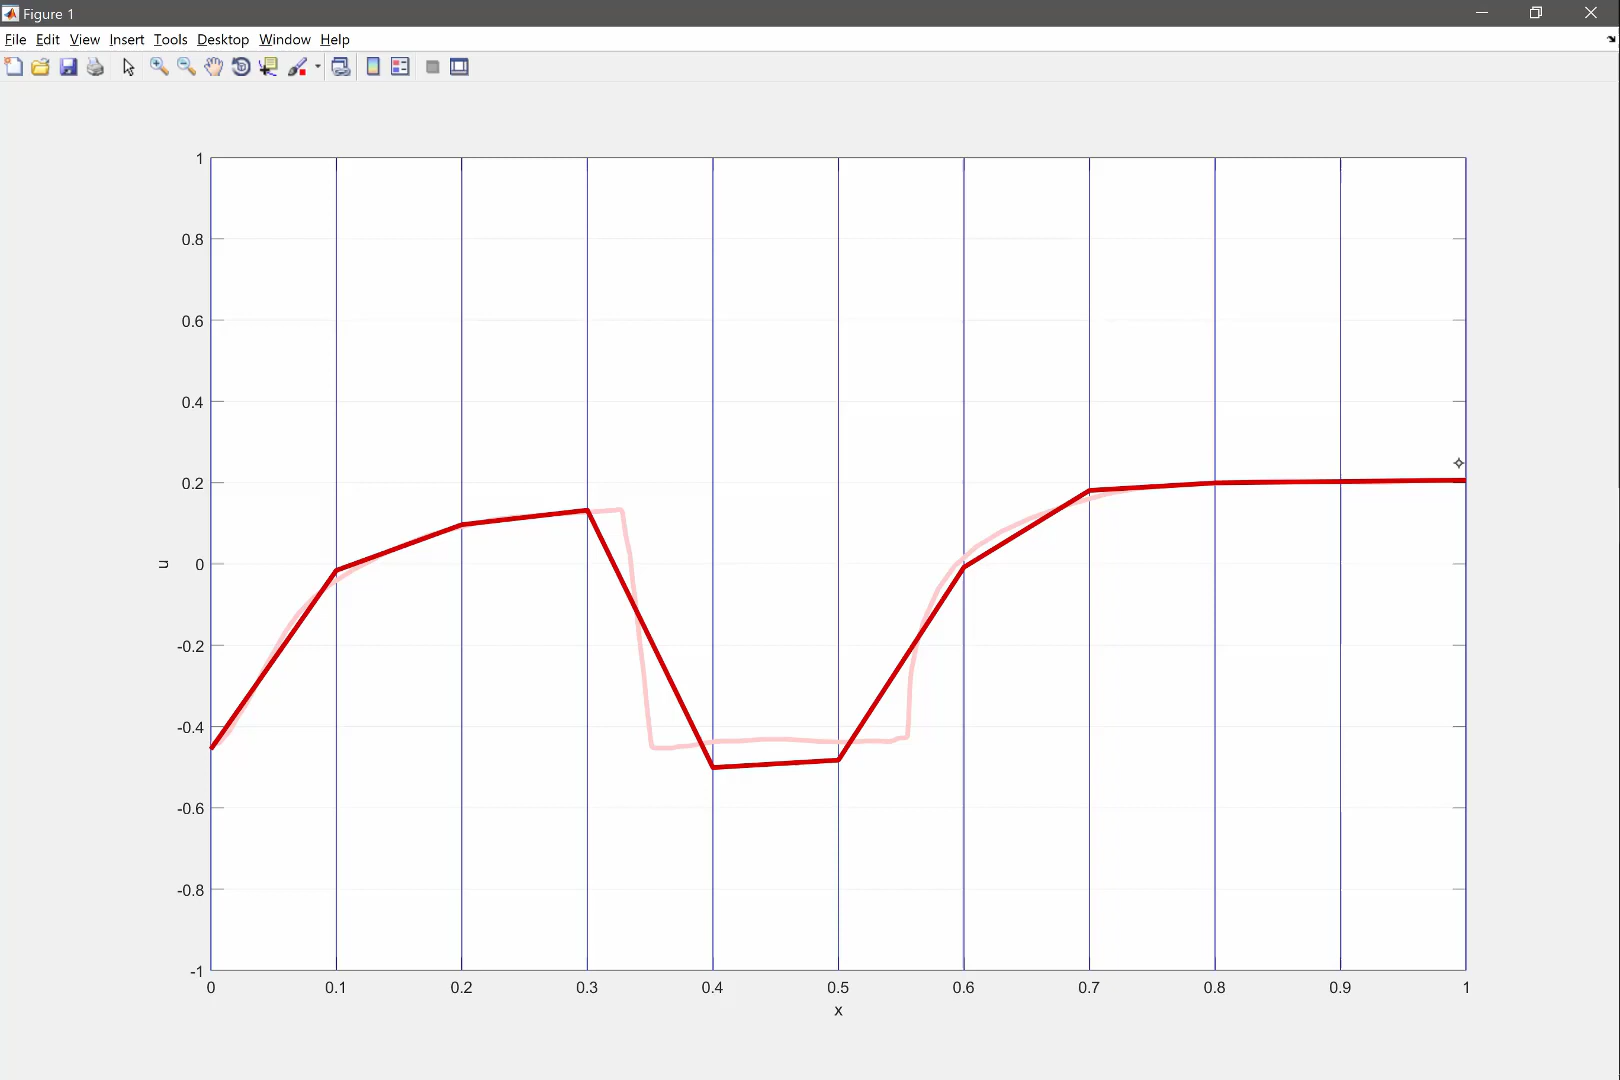 Figure 1
File Edit View Insert Tools Desktop Window Help
1
0.8
0.6
0.4
0.2
0
-0.2
-0.4
-0.6
-0.8
-1
u
0 0.1 0.2 0.3 0.4 0.5 0.6 0.7 0.8 0.9 1
x